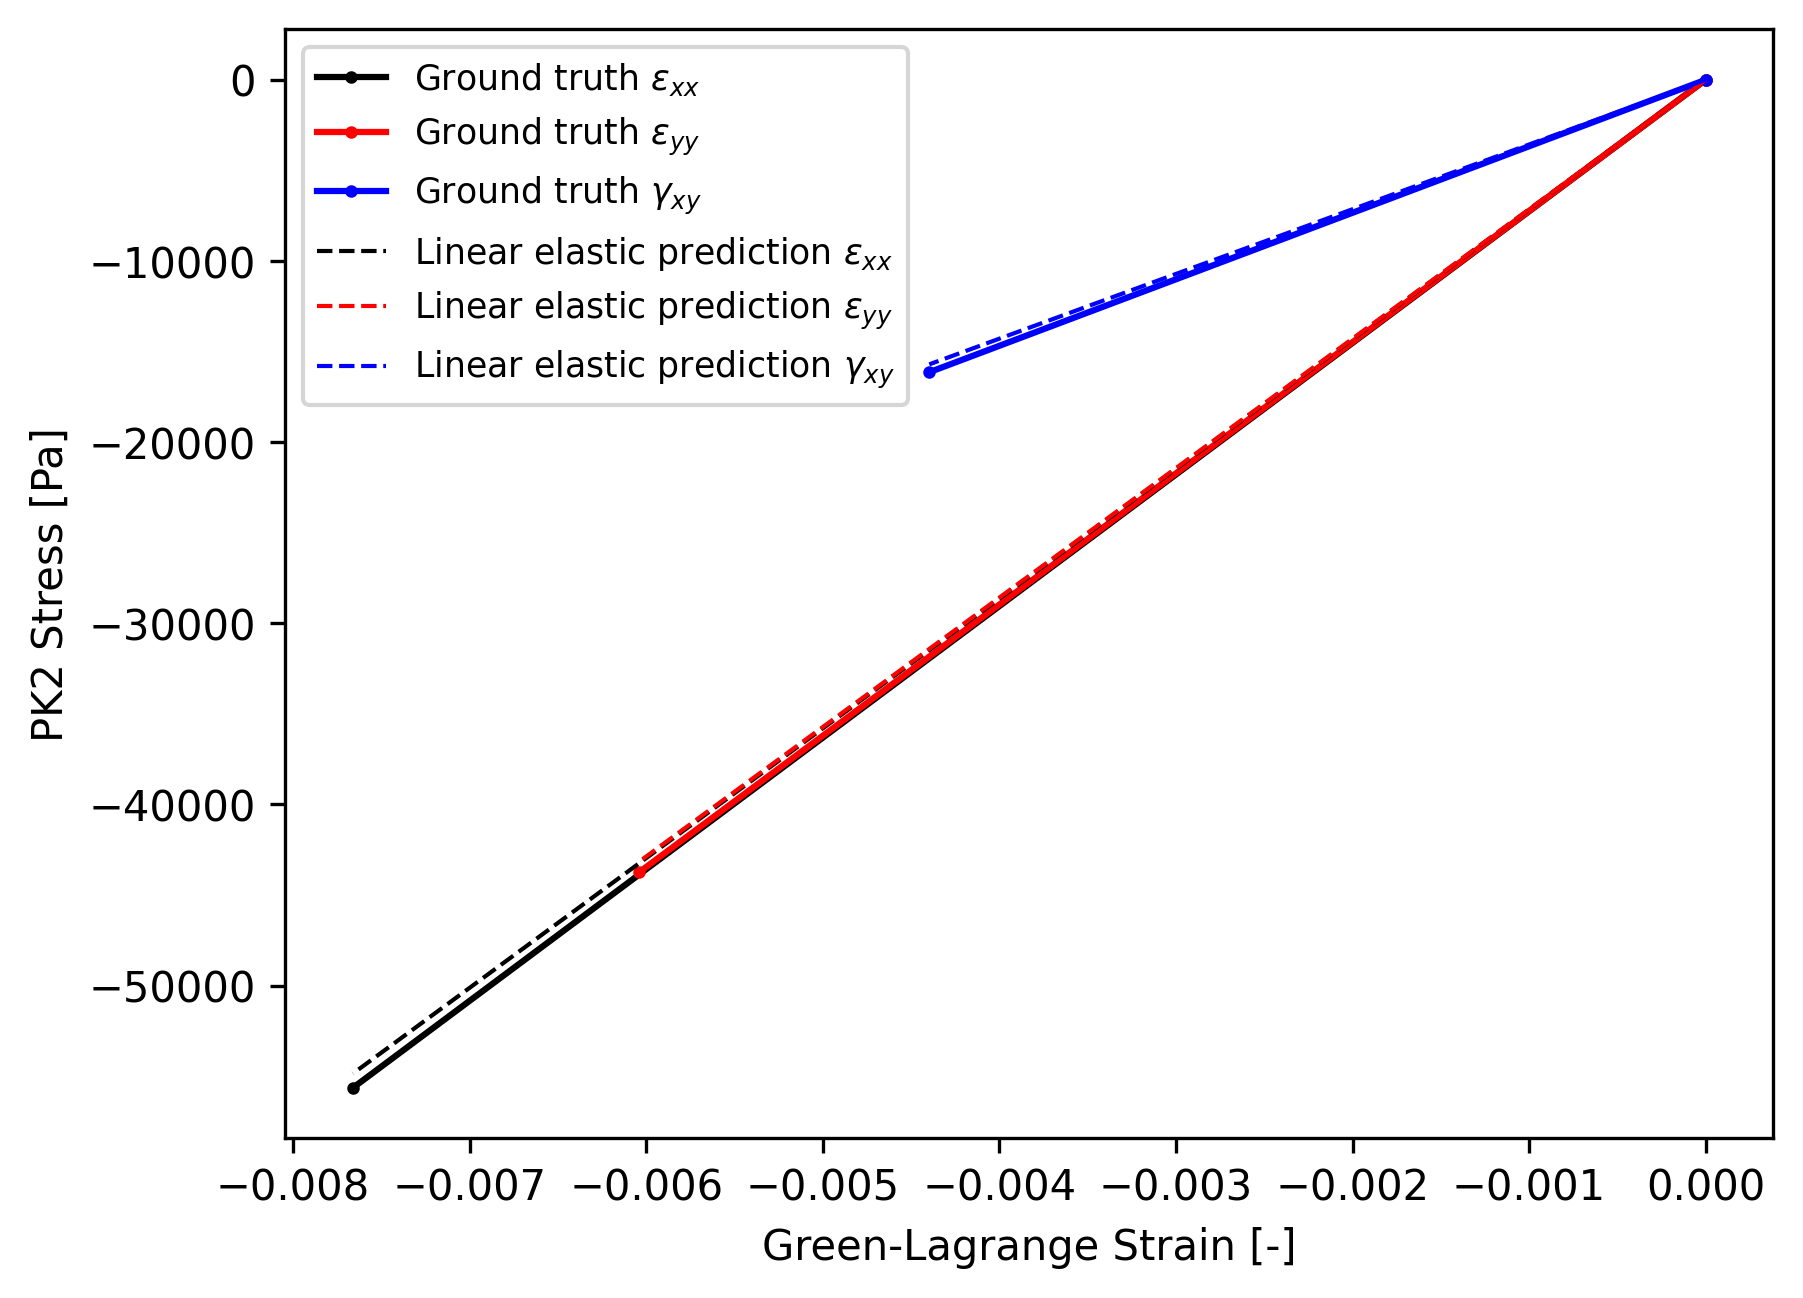 Ground truth εxx
Ground truth εyy
Ground truth γxy
Linear elastic prediction εxx
Linear elastic prediction εyy
Linear elastic prediction γxy
0
−10000
−20000
−30000
−40000
−50000
PK2 Stress [Pa]
−0.008 −0.007 −0.006 −0.005 −0.004 −0.003 −0.002 −0.001 0.000
Green-Lagrange Strain [-]